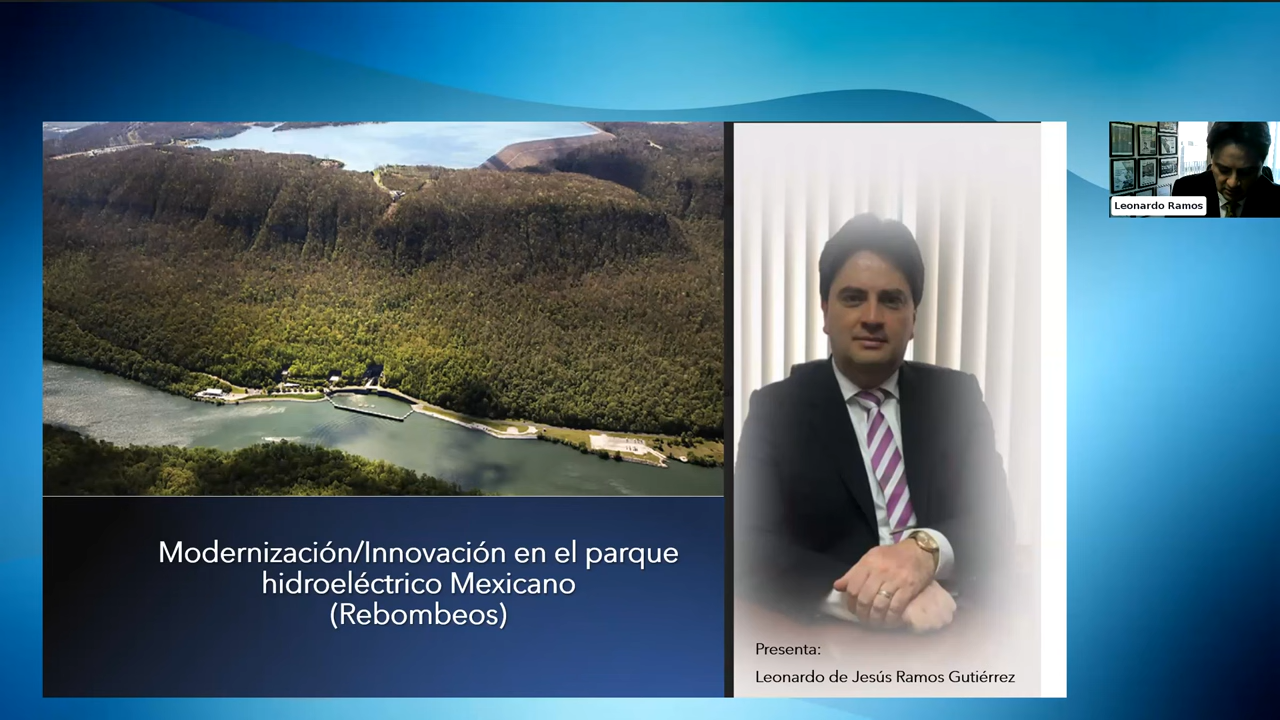 Modernización/Innovación en el parque
hidroeléctrico Mexicano
(Rebombeos)
Presenta:
Leonardo de Jesús Ramos Gutiérrez
Leonardo Ramos